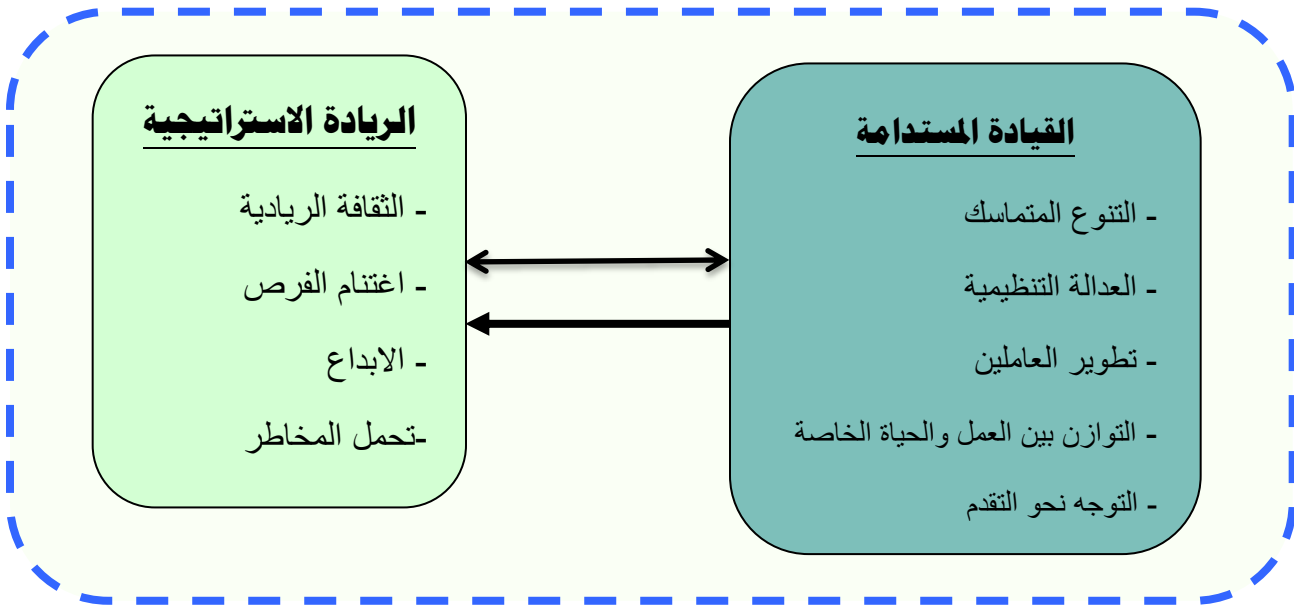 القيادة المستدامة
- التنوع المتماسك
- العدالة التنظيمية
- تطوير العاملين
- التوازن بين العمل والحياة الخاصة
- التوجه نحو التقدم
الريادة الاستراتيجية
- الثقافة الريادية
- اغتنام الفرص
- الابداع
-تحمل المخاطر